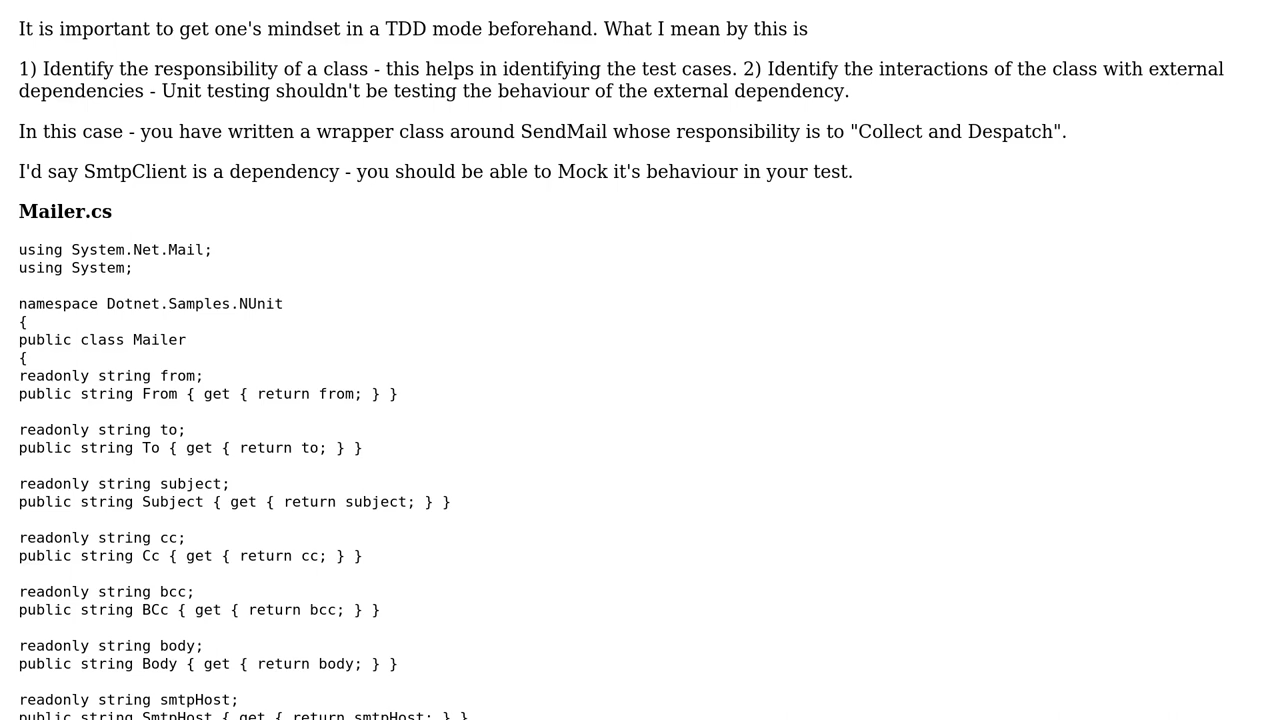 It is important to get one's mindset in a TDD mode beforehand. What I mean by this is
1) Identify the responsibility of a class - this helps in identifying the test cases. 2) Identify the interactions of the class with external
dependencies - Unit testing shouldn't be testing the behaviour of the external dependency.
In this case - you have written a wrapper class around SendMail whose responsibility is to "Collect and Despatch".
I'd say SmtpClient is a dependency - you should be able to Mock it's behaviour in your test.
Mailer.cs
using System.Net.Mail;
using System;
namespace Dotnet.Samples.NUnit
{
public class Mailer
{
readonly string from;
public string From { get { return from; } }
readonly string to;
public string To { get { return to; } }
readonly string subject;
public string Subject { get { return subject; } }
readonly string cc;
public string Cc { get { return cc; } }
readonly string bcc;
public string BCc { get { return bcc; } }
readonly string body;
public string Body { get { return body; } }
readonly string smtpHost;
public string SmtpHost { get { return smtpHost; } }